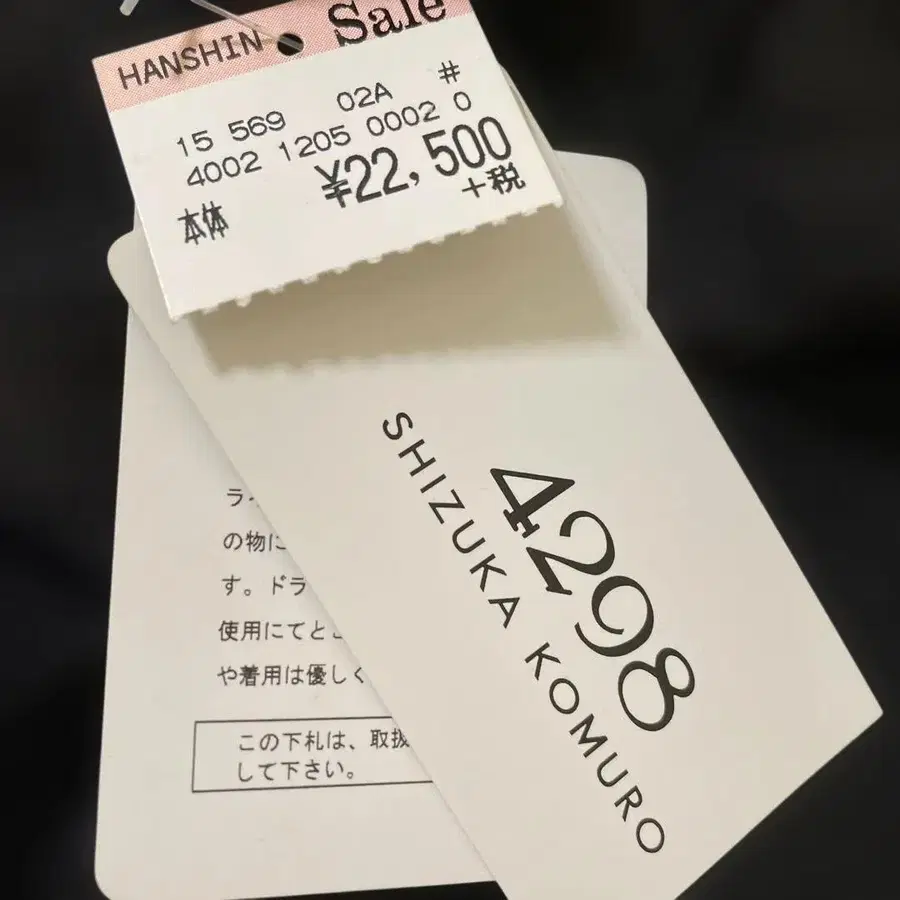 HANSHIN Sale
15 569 02A #
4002 1205 0002 0
¥22,500
本体 +税
4298
SHIZUKA KOMURO
の物に
す。ドラ
使用にてと
や着用は優しく
この下札は、取扱
して下さい。